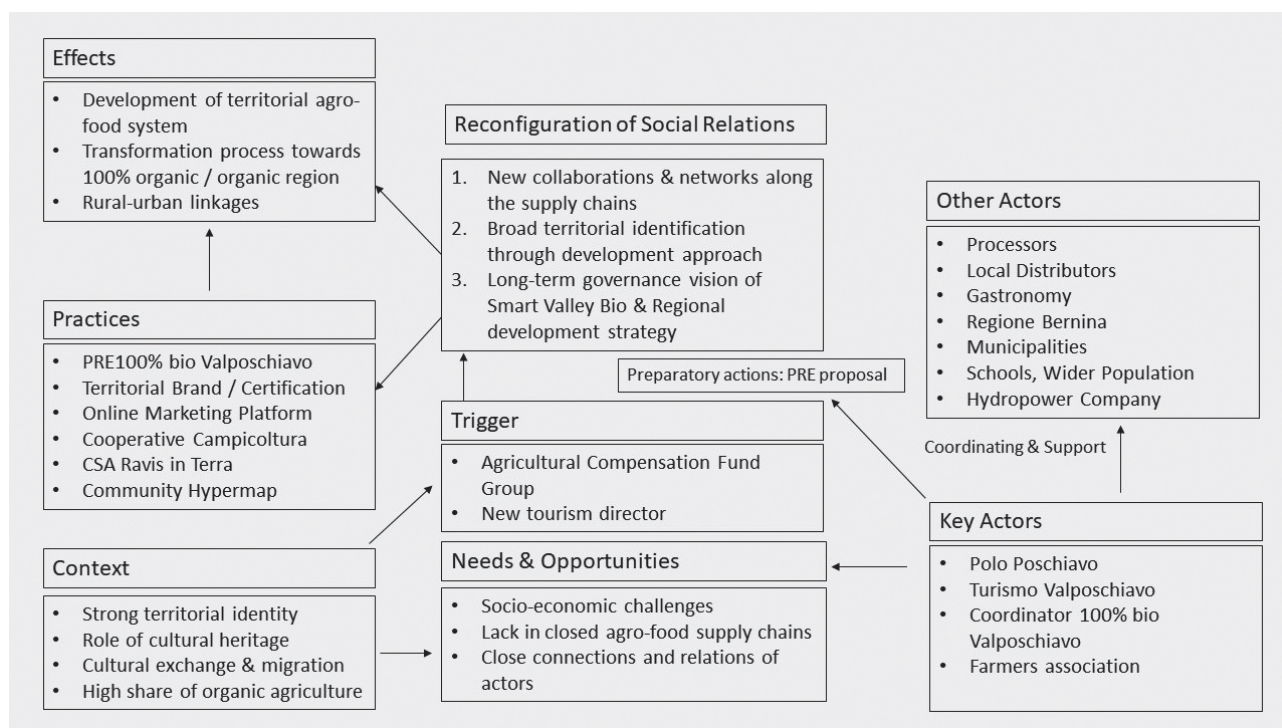 Effects
• Development of territorial agro-
food system
• Transformation process towards
100% organic / organic region
• Rural-urban linkages
Reconfiguration of Social Relations
1. New collaborations & networks along
the supply chains
2. Broad territorial identification
through development approach
3. Long-term governance vision of
Smart Valley Bio & Regional
development strategy
Other Actors
• Processors
• Local Distributors
• Gastronomy
• Regione Bernina
• Municipalities
• Schools, Wider Population
• Hydropower Company
Practices
• PRE100% bio Valposchiavo
• Territorial Brand / Certification
• Online Marketing Platform
• Cooperative Campicoltura
• CSA Ravis in Terra
• Community Hypermap
Preparatory actions: PRE proposal
Trigger
• Agricultural Compensation Fund
Group
• New tourism director
Coordinating & Support
Key Actors
• Polo Poschiavo
• Turismo Valposchiavo
• Coordinator 100% bio
Valposchiavo
• Farmers association
Context
• Strong territorial identity
• Role of cultural heritage
• Cultural exchange & migration
• High share of organic agriculture
Needs & Opportunities
• Socio-economic challenges
• Lack in closed agro-food supply chains
• Close connections and relations of
actors